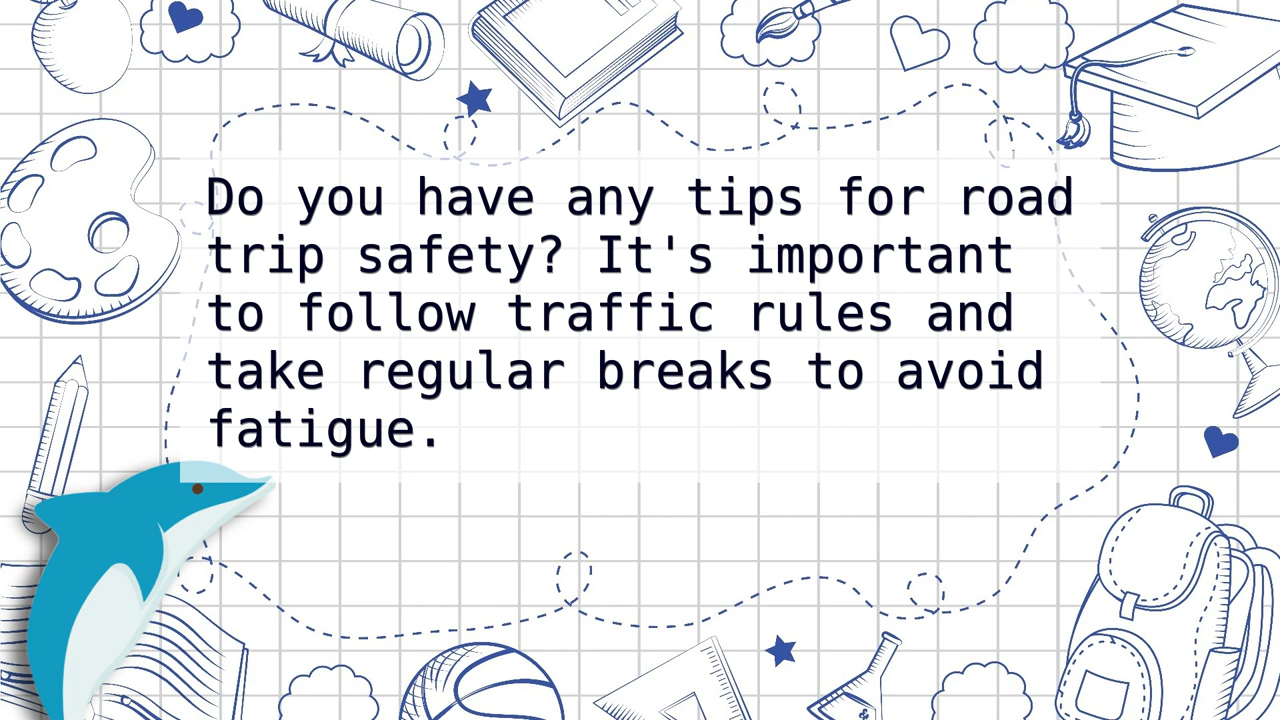 Do you have any tips for road
trip safety? It's important
to follow traffic rules and
take regular breaks to avoid
fatigue.